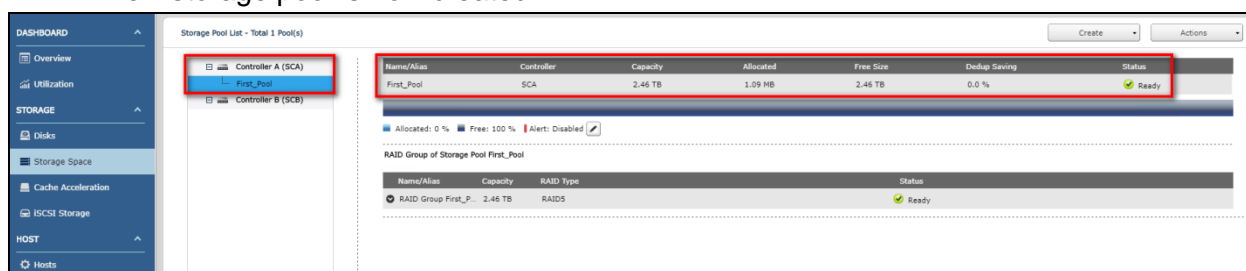 DASHBOARD
Overview
Utilization
STORAGE
Disks
Storage Space
Cache Acceleration
iSCSI Storage
HOST
Hosts
Storage Pool List - Total 1 Pool(s)
Create
Actions
Controller A (SCA)
First_Pool
Controller B (SCB)
Name/Alias Controller Capacity Allocated Free Size Dedup Saving Status
First_Pool SCA 2.46 TB 1.09 MB 2.46 TB 0.0 % Ready
Allocated: 0 % Free: 100 % Alert: Disabled
RAID Group of Storage Pool First_Pool
Name/Alias Capacity RAID Type Status
RAID Group First_P... 2.46 TB RAID5 Ready